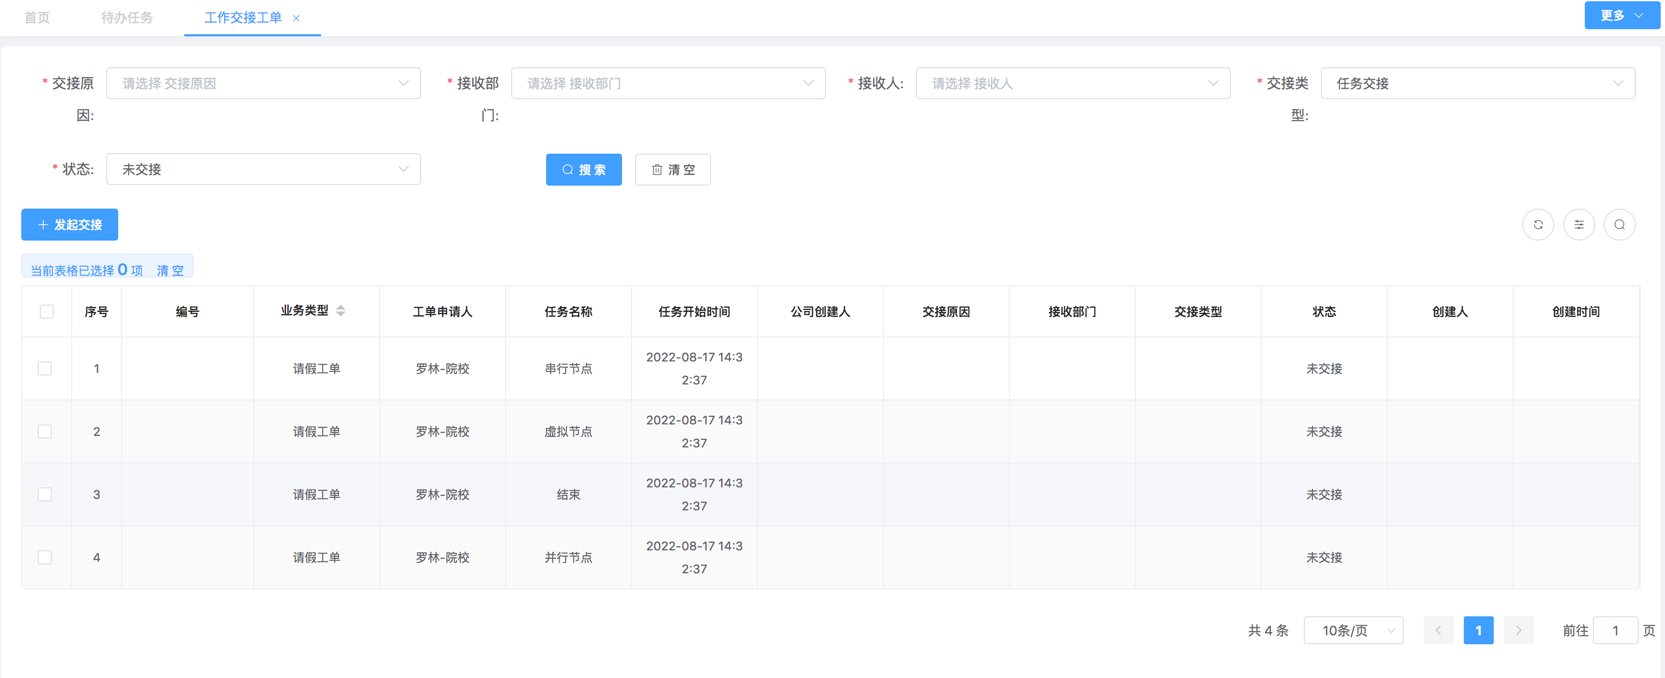 首页 待办任务 工作交接工单 更多
* 交接原因: 请选择 交接原因 * 接收部门: 请选择 接收部门 * 接收人: 请选择 接收人 * 交接类型: 任务交接
* 状态: 未交接 搜 索 清 空
发起交接
当前表格已选择 0 项 清 空
序号 编号 业务类型 工单申请人 任务名称 任务开始时间 公司创建人 交接原因 接收部门 交接类型 状态 创建人 创建时间
1 请假工单 罗林-院校 串行节点 2022-08-17 14:32:37 未交接
2 请假工单 罗林-院校 虚拟节点 2022-08-17 14:32:37 未交接
3 请假工单 罗林-院校 结束 2022-08-17 14:32:37 未交接
4 请假工单 罗林-院校 并行节点 2022-08-17 14:32:37 未交接
共 4 条 10条/页 1 前往 1 页